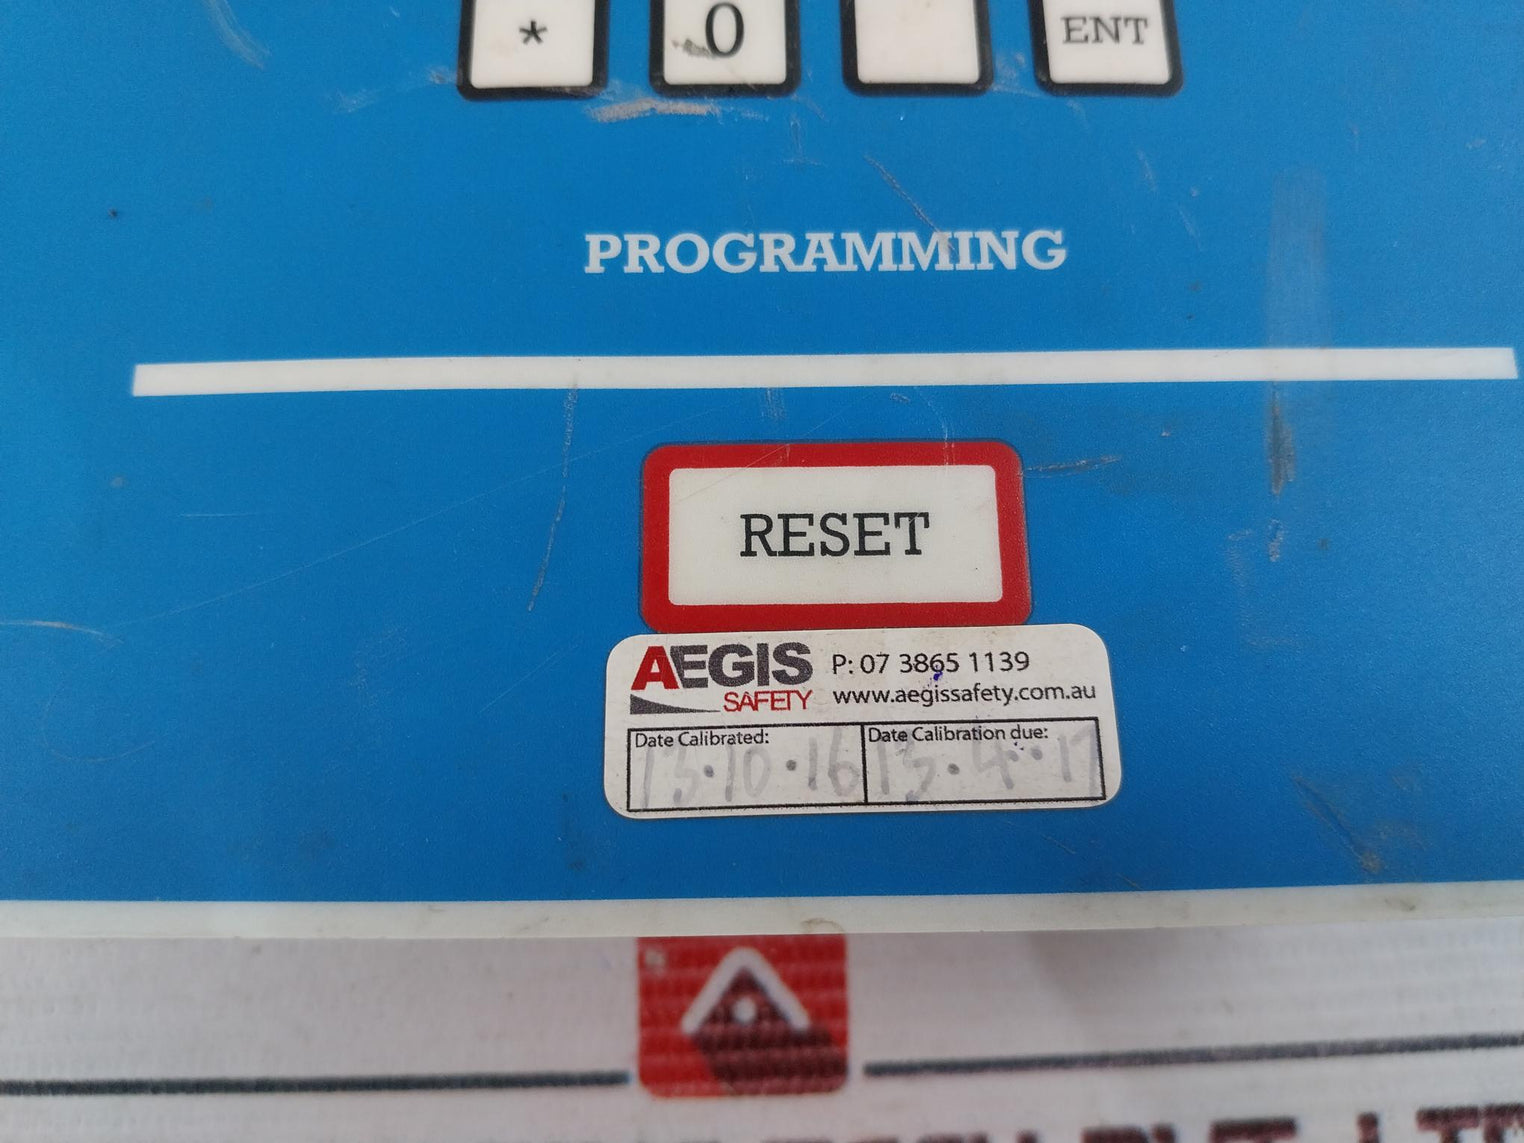 * 0 ENT
PROGRAMMING
RESET
AEGIS
SAFETY
P: 07 3865 1139
www.aegissafety.com.au
Date Calibrated: Date Calibration due:
13.10.16 13.4.17